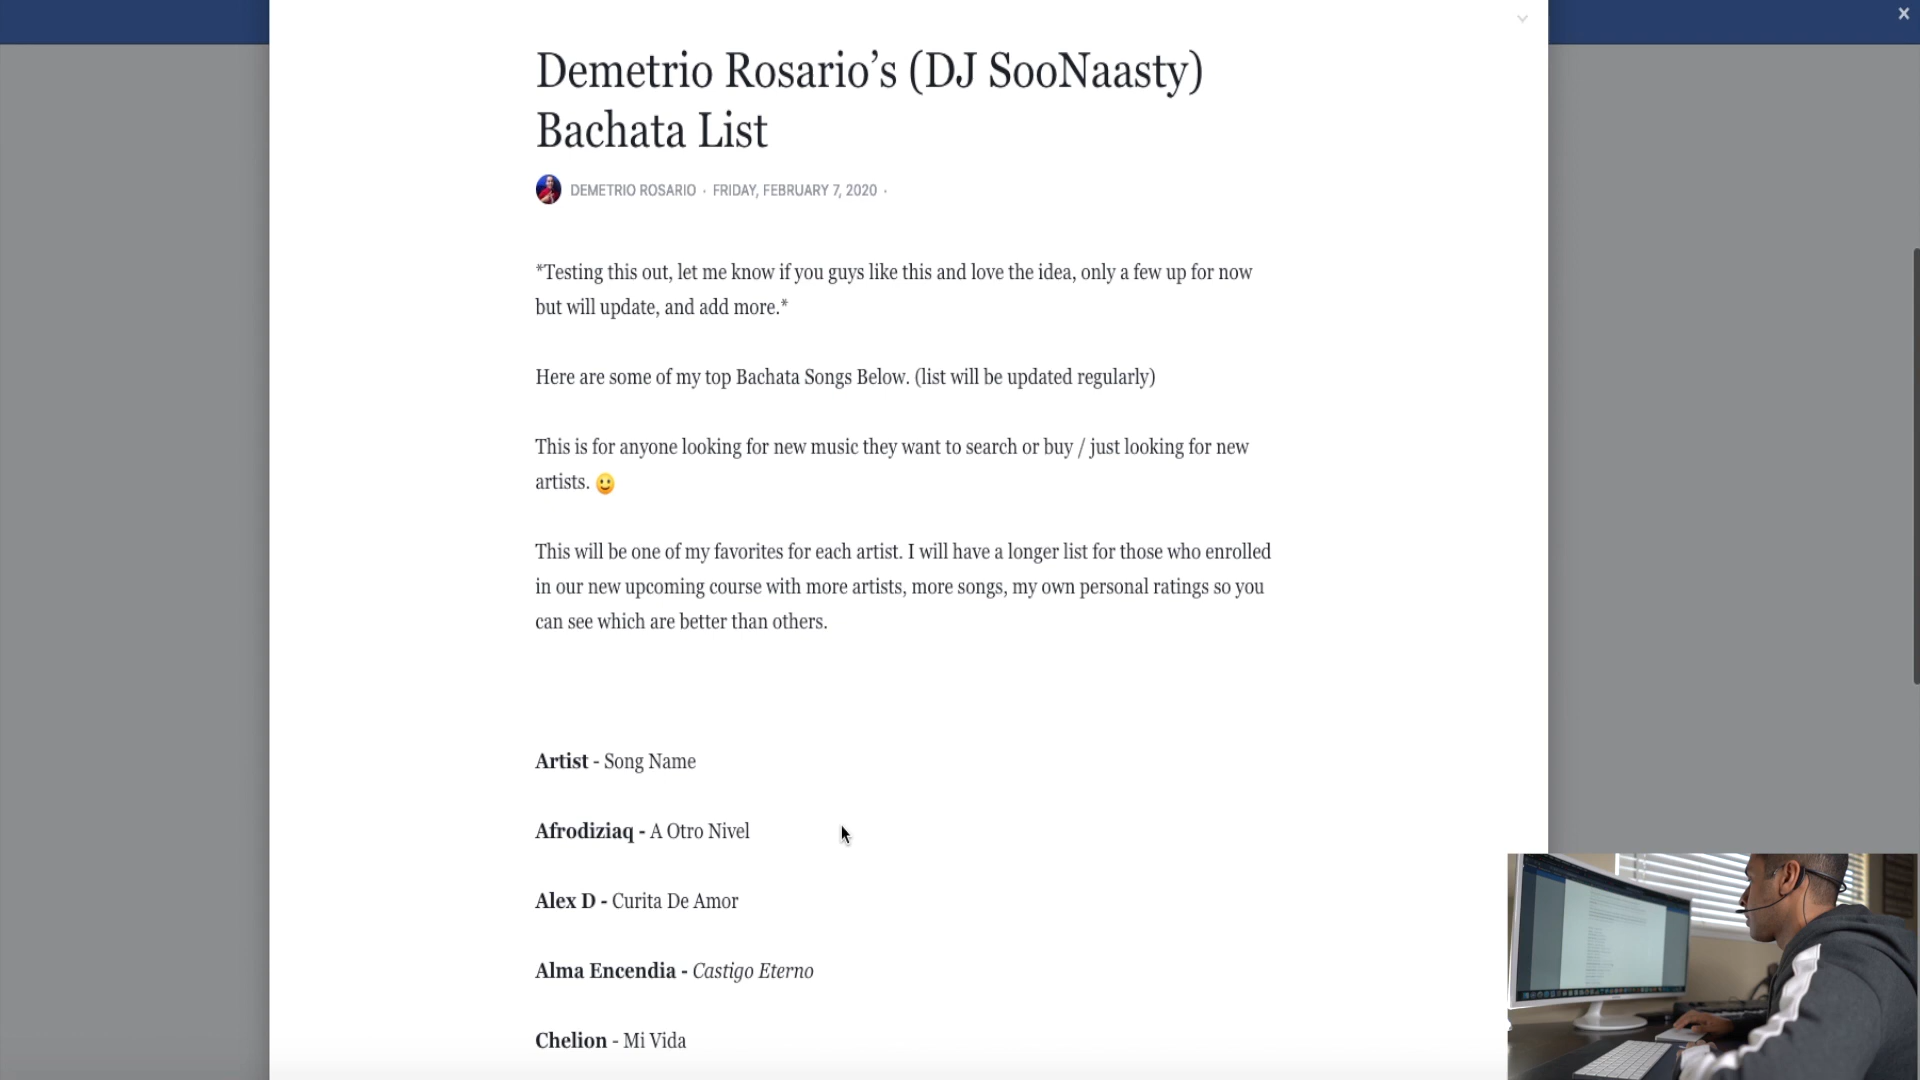 Demetrio Rosario’s (DJ SooNaasty)
Bachata List
DEMETRIO ROSARIO · FRIDAY, FEBRUARY 7, 2020 ·
*Testing this out, let me know if you guys like this and love the idea, only a few up for now
but will update, and add more.*
Here are some of my top Bachata Songs Below. (list will be updated regularly)
This is for anyone looking for new music they want to search or buy / just looking for new
artists. 🙂
This will be one of my favorites for each artist. I will have a longer list for those who enrolled
in our new upcoming course with more artists, more songs, my own personal ratings so you
can see which are better than others.
Artist - Song Name
Afrodiziaq - A Otro Nivel
Alex D - Curita De Amor
Alma Encendia - Castigo Eterno
Chelion - Mi Vida